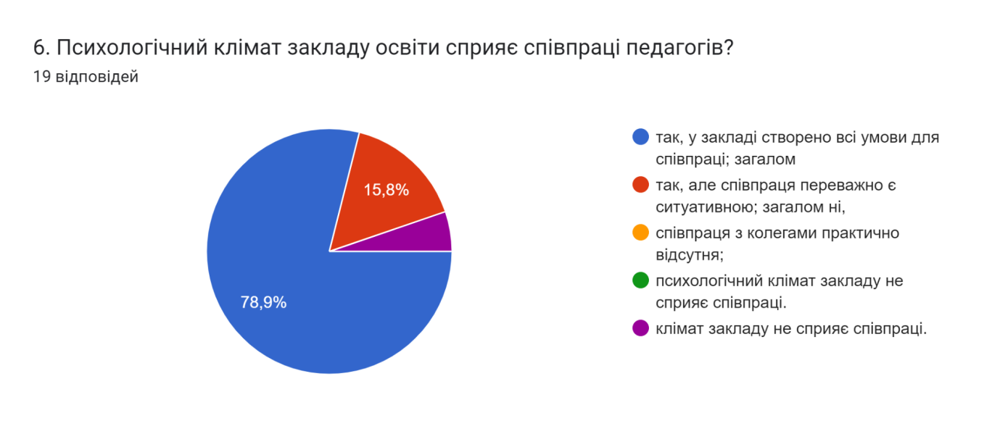 6. Психологічний клімат закладу освіти сприяє співпраці педагогів?
19 відповідей
15,8%
78,9%
так, у закладі створено всі умови для
співпраці; загалом
так, але співпраця переважно є
ситуативною; загалом ні,
співпраця з колегами практично
відсутня;
психологічний клімат закладу не
сприяє співпраці.
клімат закладу не сприяє співпраці.